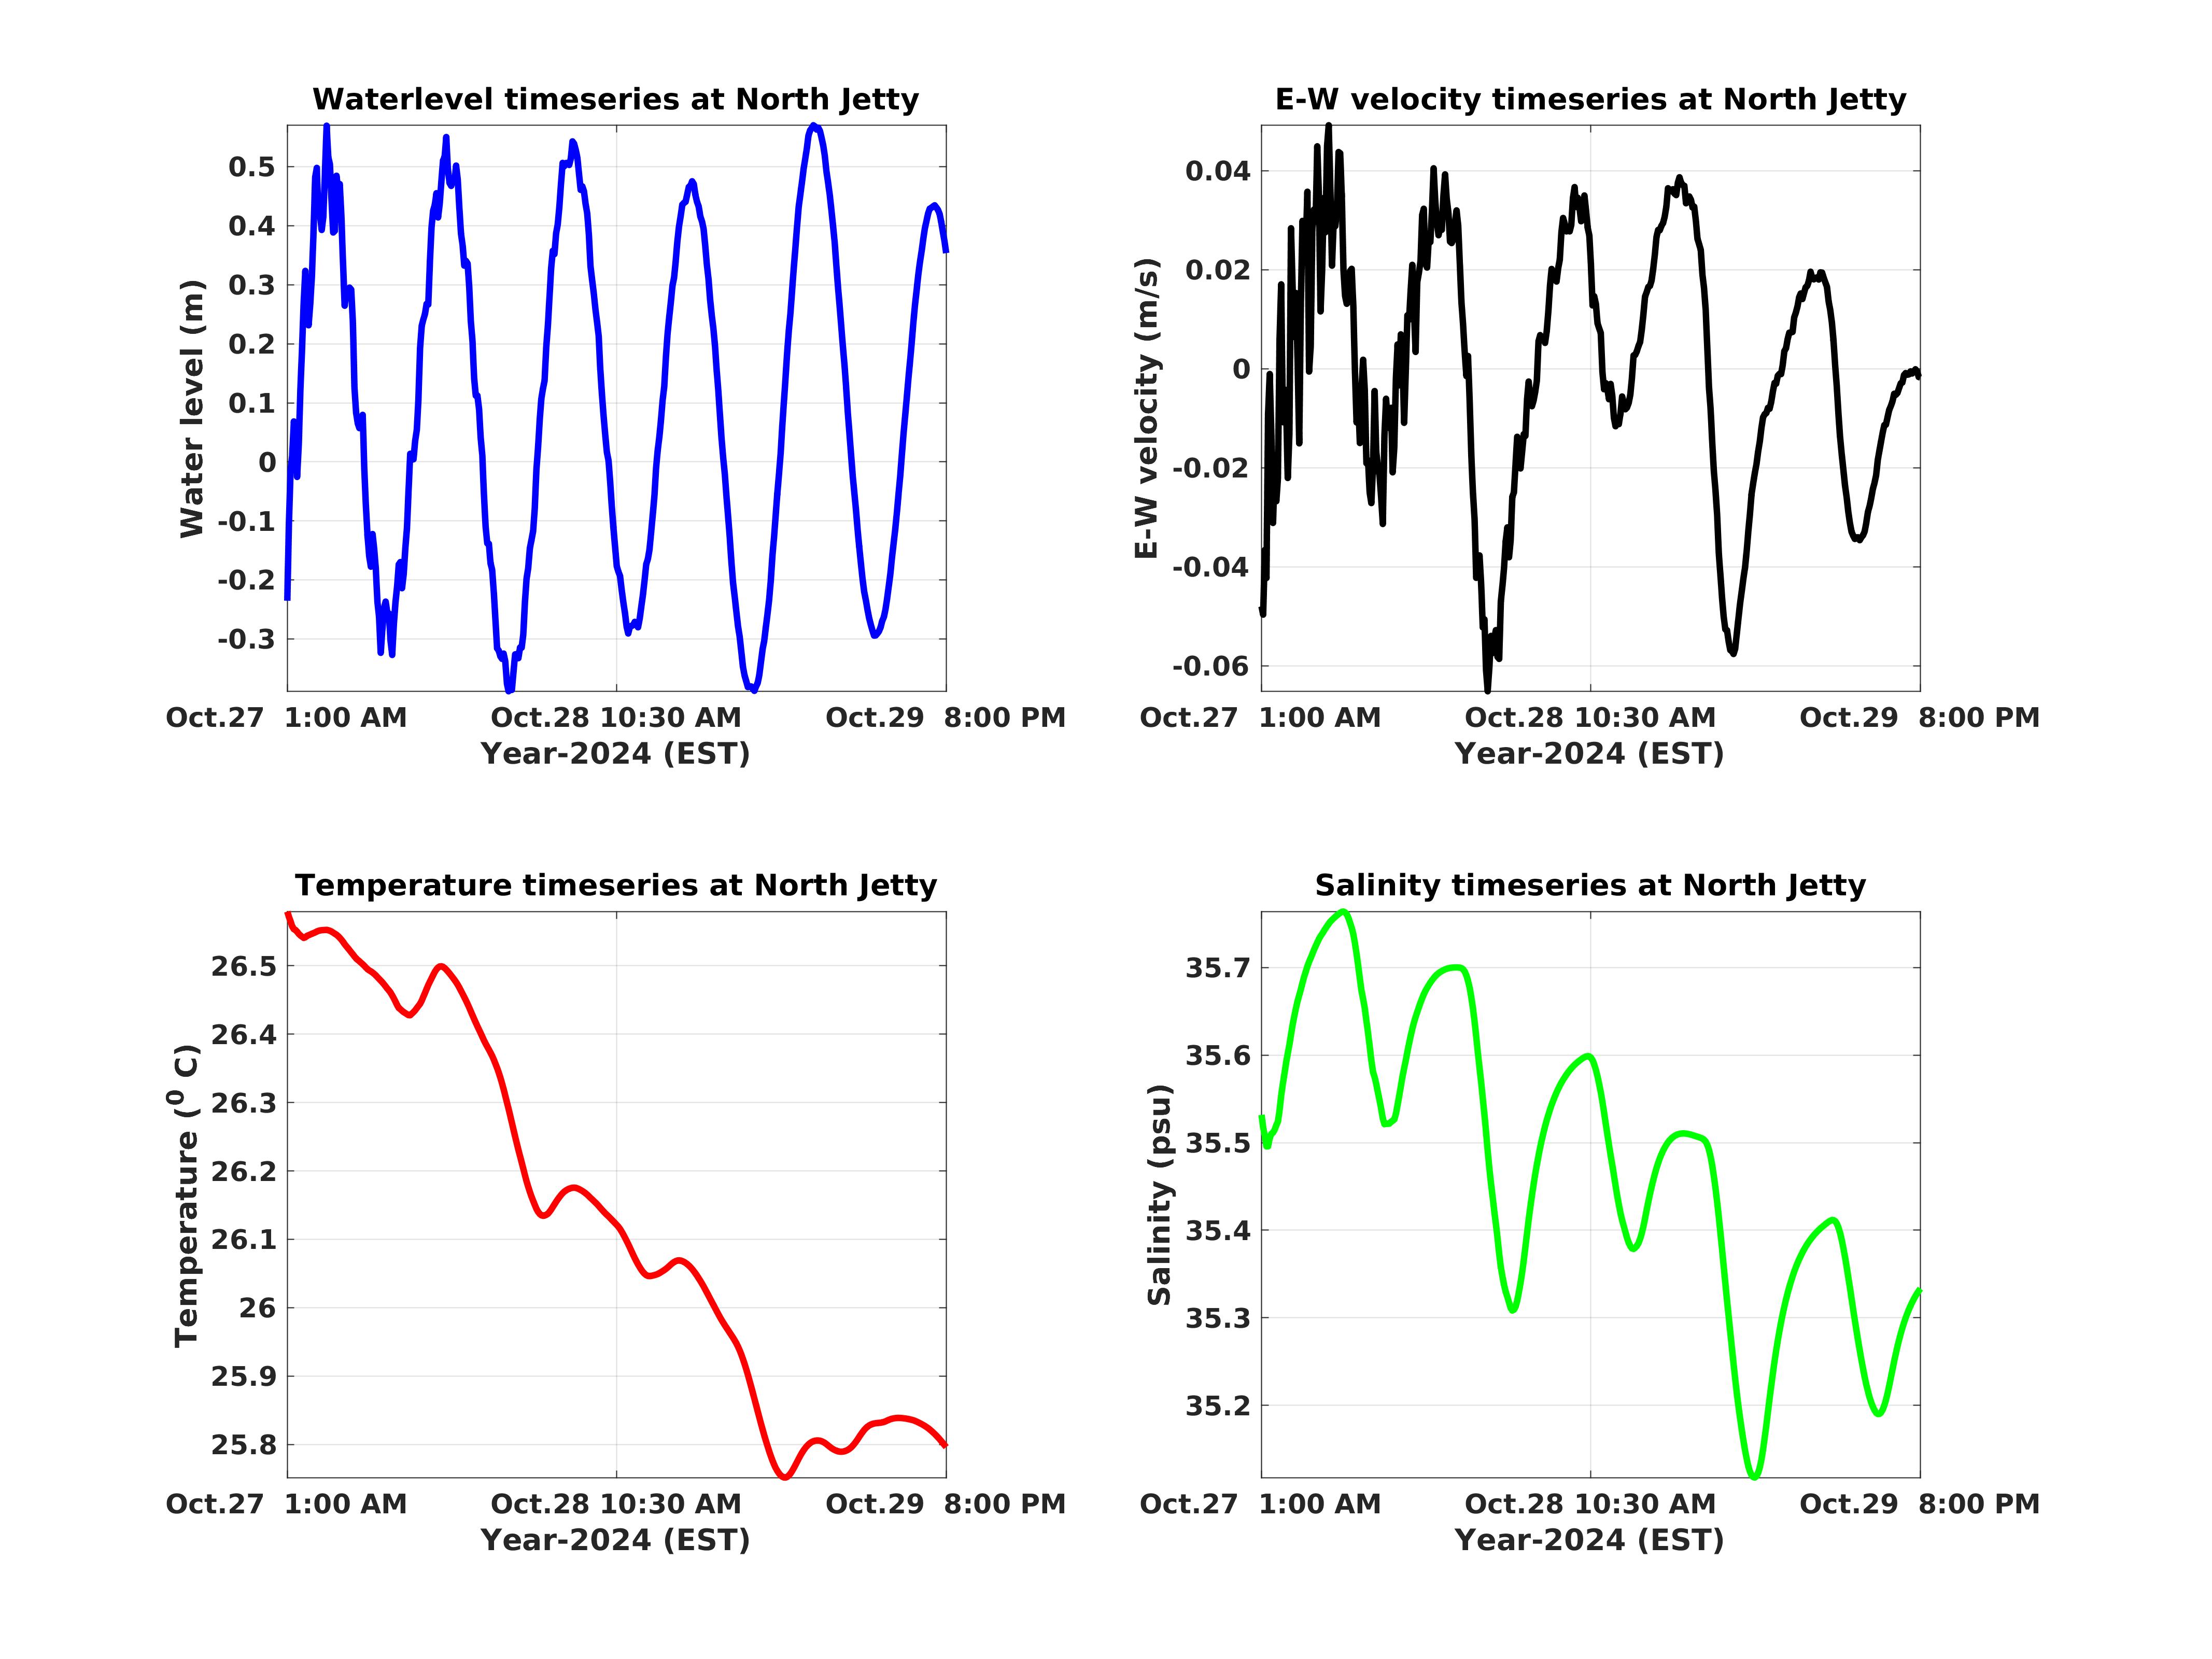 Waterlevel timeseries at North Jetty
0.5
0.4
0.3
0.2
0.1
0
-0.1
-0.2
-0.3
Water level (m)
Oct.27  1:00 AM
Oct.28 10:30 AM
Oct.29  8:00 PM
Year-2024 (EST)
E-W velocity timeseries at North Jetty
0.04
0.02
0
-0.02
-0.04
-0.06
E-W velocity (m/s)
Oct.27  1:00 AM
Oct.28 10:30 AM
Oct.29  8:00 PM
Year-2024 (EST)
Temperature timeseries at North Jetty
26.5
26.4
26.3
26.2
26.1
26
25.9
25.8
Temperature (⁰ C)
Oct.27  1:00 AM
Oct.28 10:30 AM
Oct.29  8:00 PM
Year-2024 (EST)
Salinity timeseries at North Jetty
35.7
35.6
35.5
35.4
35.3
35.2
Salinity (psu)
Oct.27  1:00 AM
Oct.28 10:30 AM
Oct.29  8:00 PM
Year-2024 (EST)